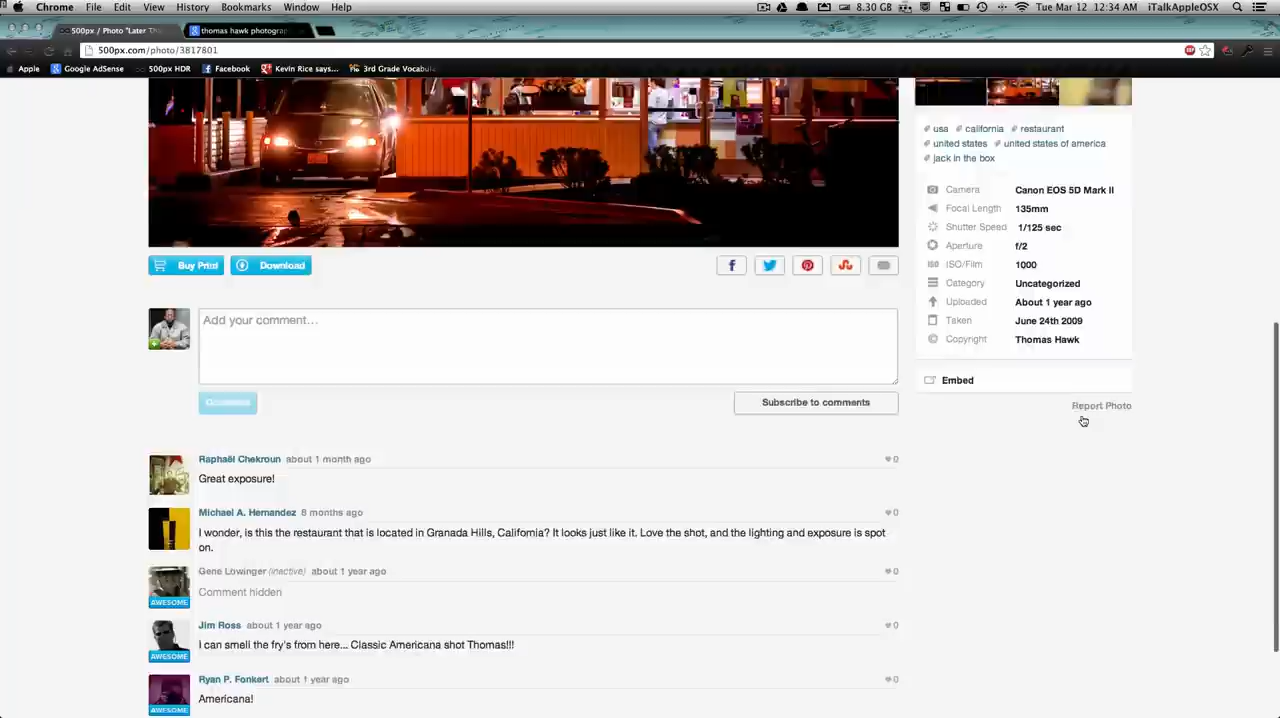 Chrome File Edit View History Bookmarks Window Help 8.30 GB Tue Mar 12 12:34 AM iTalkAppleOSX
500px / Photo "Later Tha thomas hawk photograp
500px.com/photo/3817801
Apple Google AdSense 500px HDR Facebook Kevin Rice says... 3rd Grade Vocabula
usa california restaurant
united states united states of america
jack in the box
Camera Canon EOS 5D Mark II
Focal Length 135mm
Shutter Speed 1/125 sec
Aperture f/2
ISO/Film 1000
Category Uncategorized
Uploaded About 1 year ago
Taken June 24th 2009
Copyright Thomas Hawk
Embed
Report Photo
Buy Print Download
Add your comment...
Comment Subscribe to comments
Raphaël Chekroun about 1 month ago 0
Great exposure!
Michael A. Hernandez 8 months ago 0
I wonder, is this the restaurant that is located in Granada Hills, California? It looks just like it. Love the shot, and the lighting and exposure is spot
on.
Gene Lowinger (inactive) about 1 year ago 0
Comment hidden
AWESOME
Jim Ross about 1 year ago 0
I can smell the fry's from here... Classic Americana shot Thomas!!!
AWESOME
Ryan P. Fonkert about 1 year ago 0
Americana!
AWESOME